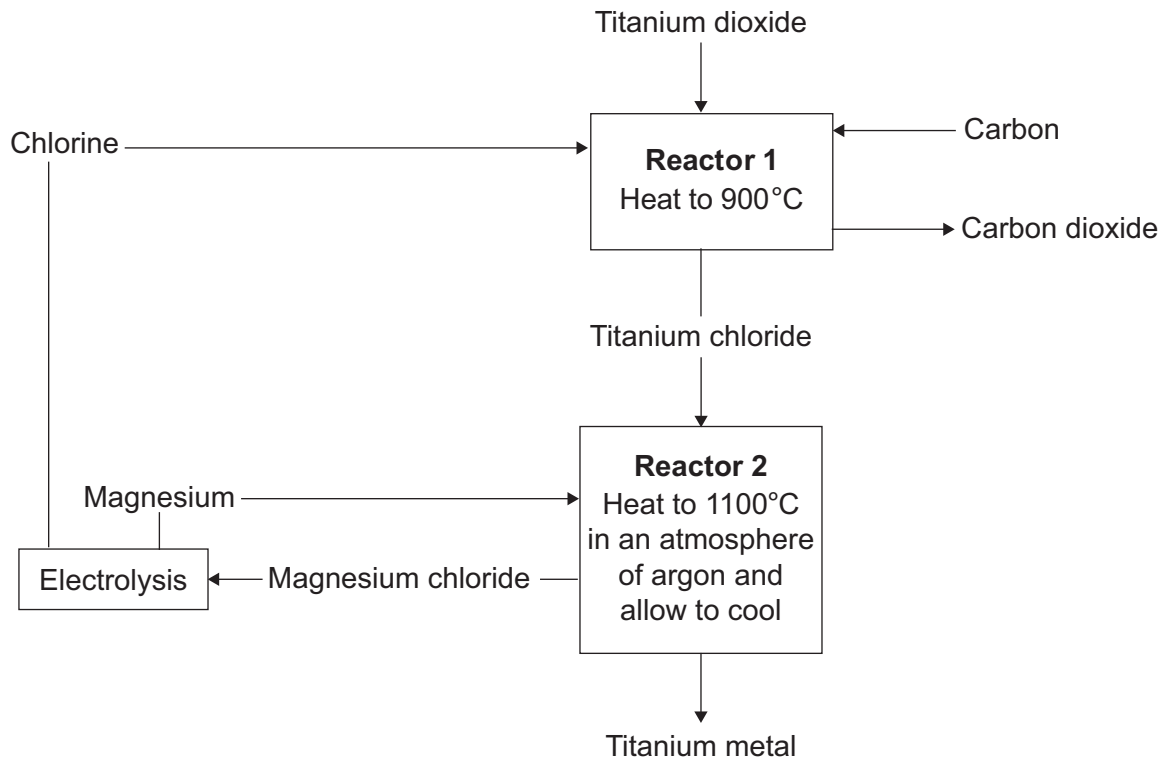 Titanium dioxide
Chlorine
Carbon
Reactor 1
Heat to 900°C
Carbon dioxide
Titanium chloride
Reactor 2
Heat to 1100°C
in an atmosphere
of argon and
allow to cool
Magnesium
Electrolysis
Magnesium chloride
Titanium metal